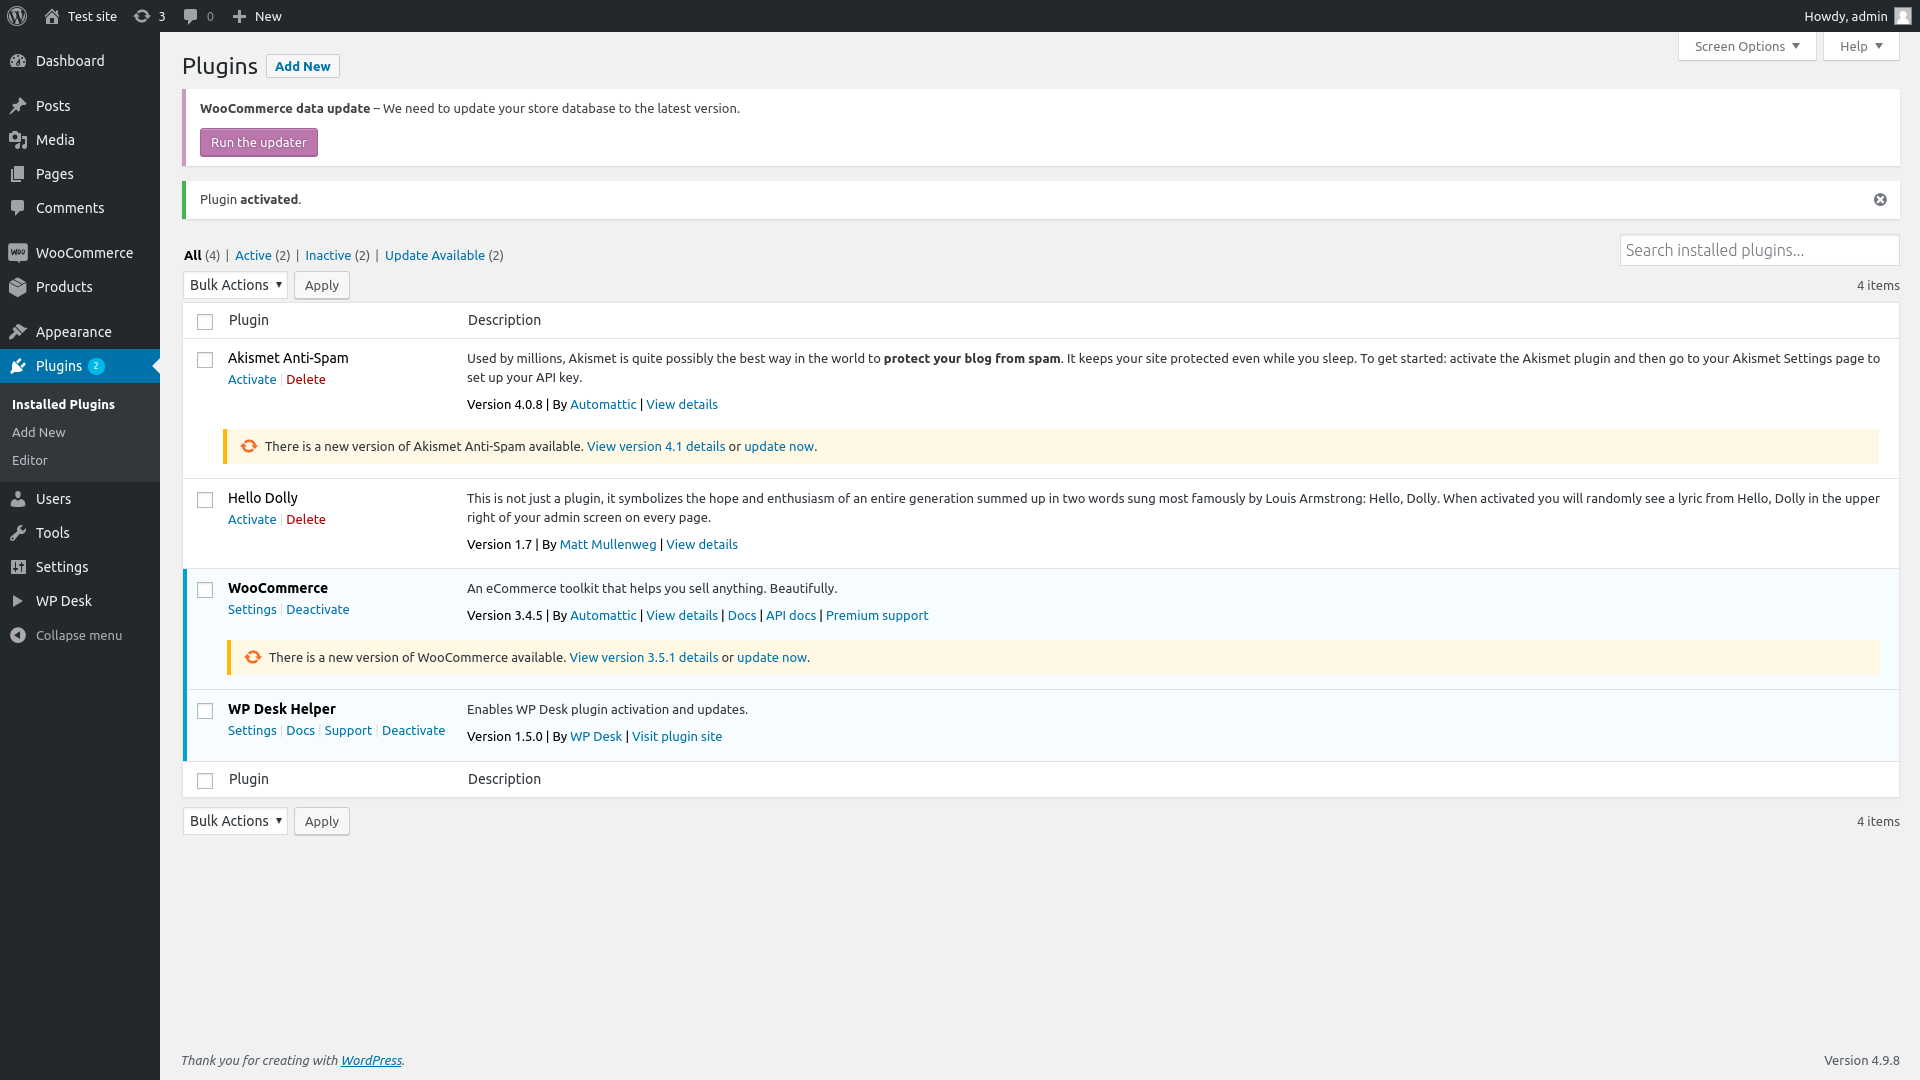 Test site 3 0 New Howdy, admin
Screen Options Help
Dashboard
Posts
Media
Pages
Comments
WooCommerce
Products
Appearance
Plugins 2
Installed Plugins
Add New
Editor
Users
Tools
Settings
WP Desk
Collapse menu
Plugins Add New
WooCommerce data update – We need to update your store database to the latest version.
Run the updater
Plugin activated.
All (4) | Active (2) | Inactive (2) | Update Available (2)
Search installed plugins...
Bulk Actions Apply 4 items
Plugin Description
Akismet Anti-Spam
Activate | Delete
Used by millions, Akismet is quite possibly the best way in the world to protect your blog from spam. It keeps your site protected even while you sleep. To get started: activate the Akismet plugin and then go to your Akismet Settings page to
set up your API key.
Version 4.0.8 | By Automattic | View details
There is a new version of Akismet Anti-Spam available. View version 4.1 details or update now.
Hello Dolly
Activate | Delete
This is not just a plugin, it symbolizes the hope and enthusiasm of an entire generation summed up in two words sung most famously by Louis Armstrong: Hello, Dolly. When activated you will randomly see a lyric from Hello, Dolly in the upper
right of your admin screen on every page.
Version 1.7 | By Matt Mullenweg | View details
WooCommerce
Settings | Deactivate
An eCommerce toolkit that helps you sell anything. Beautifully.
Version 3.4.5 | By Automattic | View details | Docs | API docs | Premium support
There is a new version of WooCommerce available. View version 3.5.1 details or update now.
WP Desk Helper
Settings | Docs | Support | Deactivate
Enables WP Desk plugin activation and updates.
Version 1.5.0 | By WP Desk | Visit plugin site
Plugin Description
Bulk Actions Apply 4 items
Thank you for creating with WordPress. Version 4.9.8